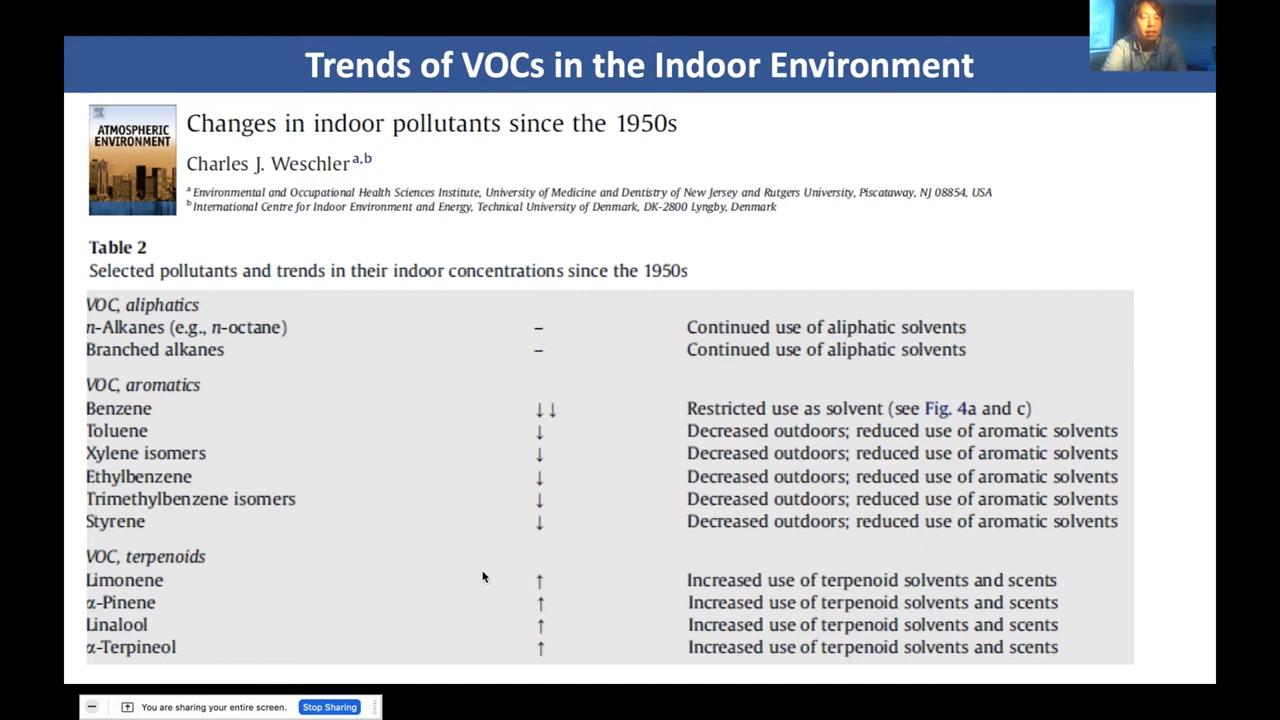 Trends of VOCs in the Indoor Environment
ATMOSPHERIC
ENVIRONMENT
Changes in indoor pollutants since the 1950s
Charles J. Weschler a,b
a Environmental and Occupational Health Sciences Institute, University of Medicine and Dentistry of New Jersey and Rutgers University, Piscataway, NJ 08854, USA
b International Centre for Indoor Environment and Energy, Technical University of Denmark, DK-2800 Lyngby, Denmark
Table 2
Selected pollutants and trends in their indoor concentrations since the 1950s
VOC, aliphatics
n-Alkanes (e.g., n-octane) – Continued use of aliphatic solvents
Branched alkanes – Continued use of aliphatic solvents
VOC, aromatics
Benzene ↓↓ Restricted use as solvent (see Fig. 4a and c)
Toluene ↓ Decreased outdoors; reduced use of aromatic solvents
Xylene isomers ↓ Decreased outdoors; reduced use of aromatic solvents
Ethylbenzene ↓ Decreased outdoors; reduced use of aromatic solvents
Trimethylbenzene isomers ↓ Decreased outdoors; reduced use of aromatic solvents
Styrene ↓ Decreased outdoors; reduced use of aromatic solvents
VOC, terpenoids
Limonene ↑ Increased use of terpenoid solvents and scents
α-Pinene ↑ Increased use of terpenoid solvents and scents
Linalool ↑ Increased use of terpenoid solvents and scents
α-Terpineol ↑ Increased use of terpenoid solvents and scents
You are sharing your entire screen. Stop Sharing